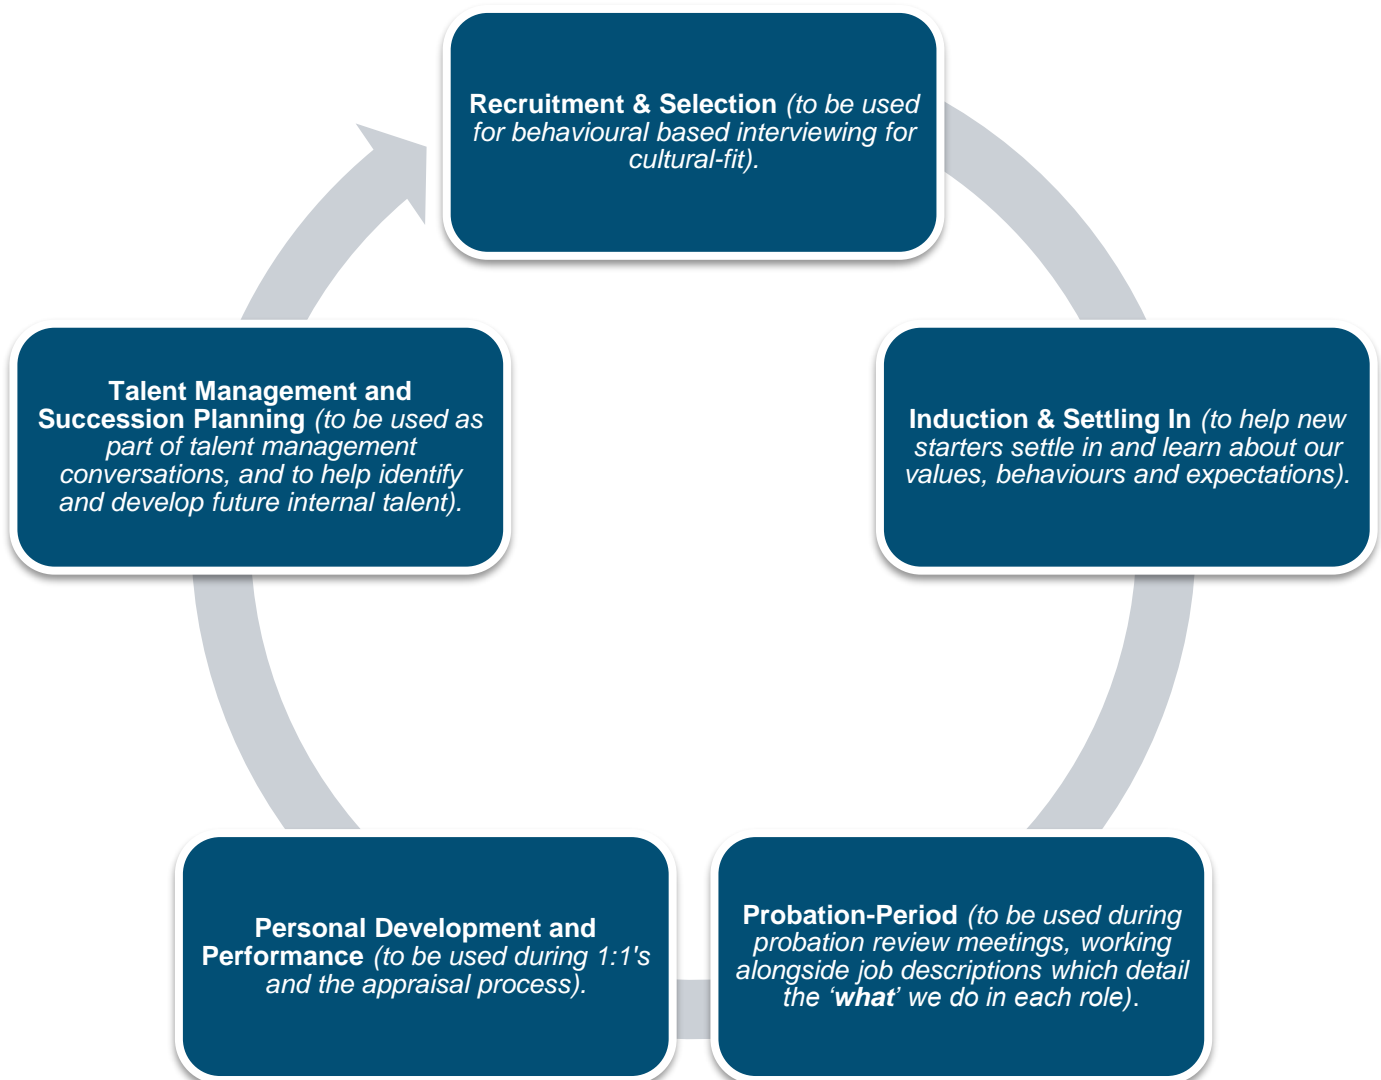 Recruitment & Selection (to be used
for behavioural based interviewing for
cultural-fit).
Induction & Settling In (to help new
starters settle in and learn about our
values, behaviours and expectations).
Probation-Period (to be used during
probation review meetings, working
alongside job descriptions which detail
the ‘what’ we do in each role).
Personal Development and
Performance (to be used during 1:1's
and the appraisal process).
Talent Management and
Succession Planning (to be used as
part of talent management
conversations, and to help identify
and develop future internal talent).